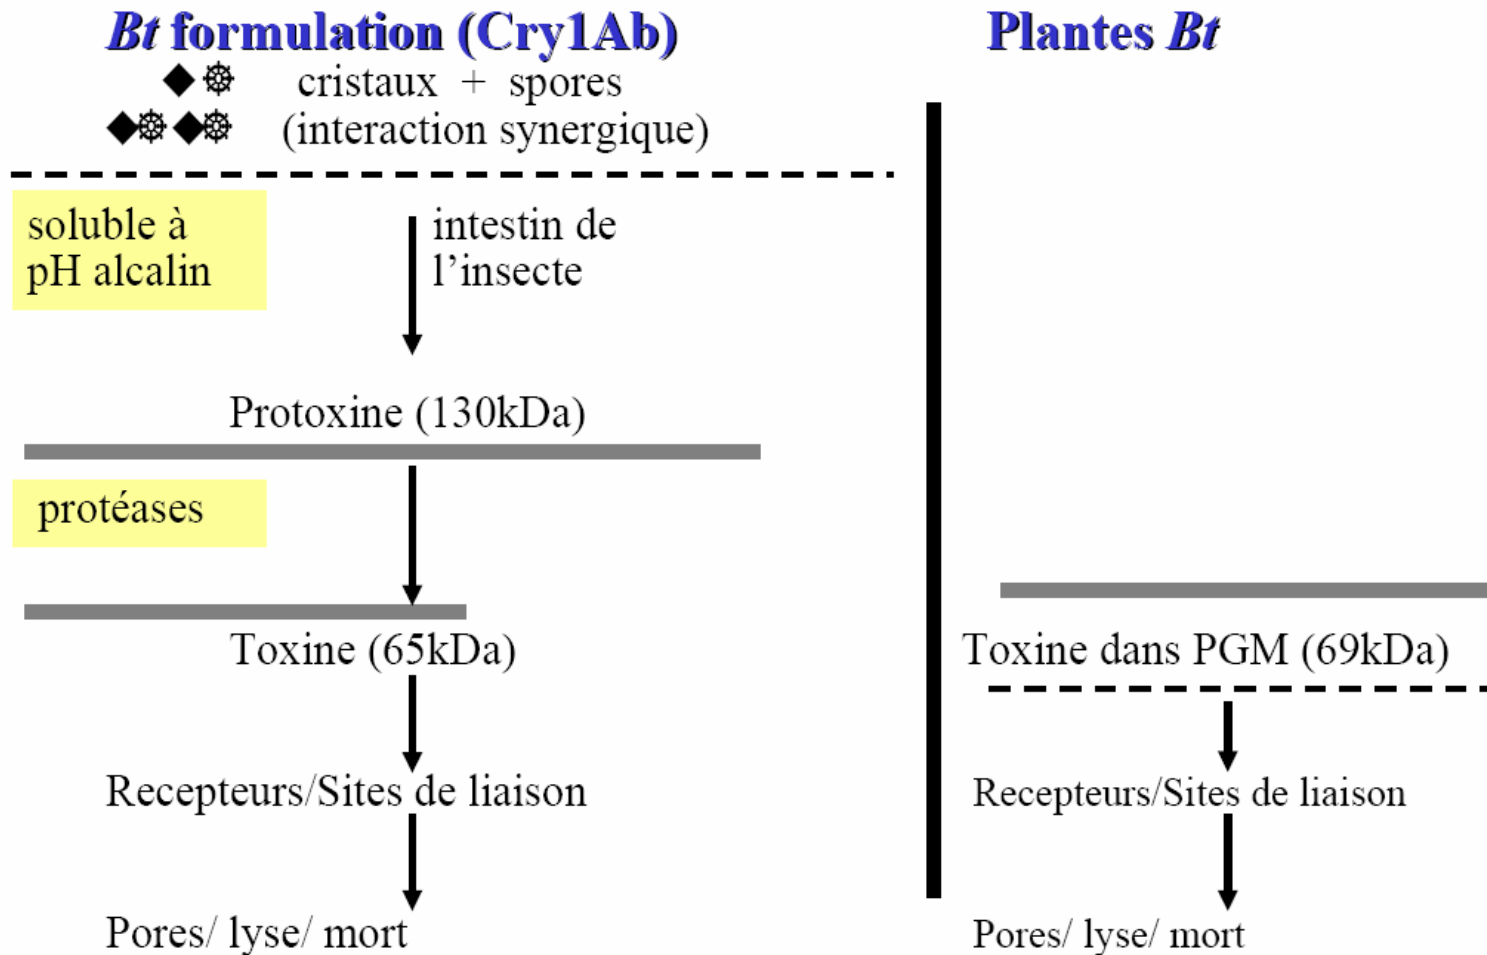 Bt formulation (Cry1Ab)
cristaux + spores
(interaction synergique)
soluble à
pH alcalin
intestin de
l'insecte
Protoxine (130kDa)
protéases
Toxine (65kDa)
Recepteurs/Sites de liaison
Pores/ lyse/ mort
Plantes Bt
Toxine dans PGM (69kDa)
Recepteurs/Sites de liaison
Pores/ lyse/ mort